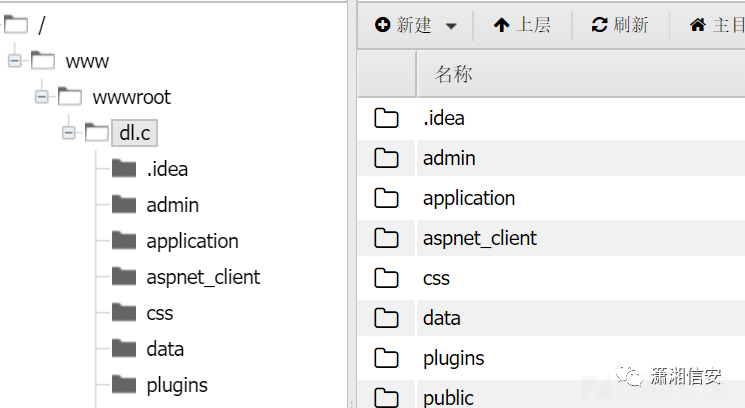 /
www
wwwroot
dl.c
.idea
admin
application
aspnet_client
css
data
plugins
新建 上层 刷新 主目
名称
.idea
admin
application
aspnet_client
css
data
plugins
public
潇湘信安